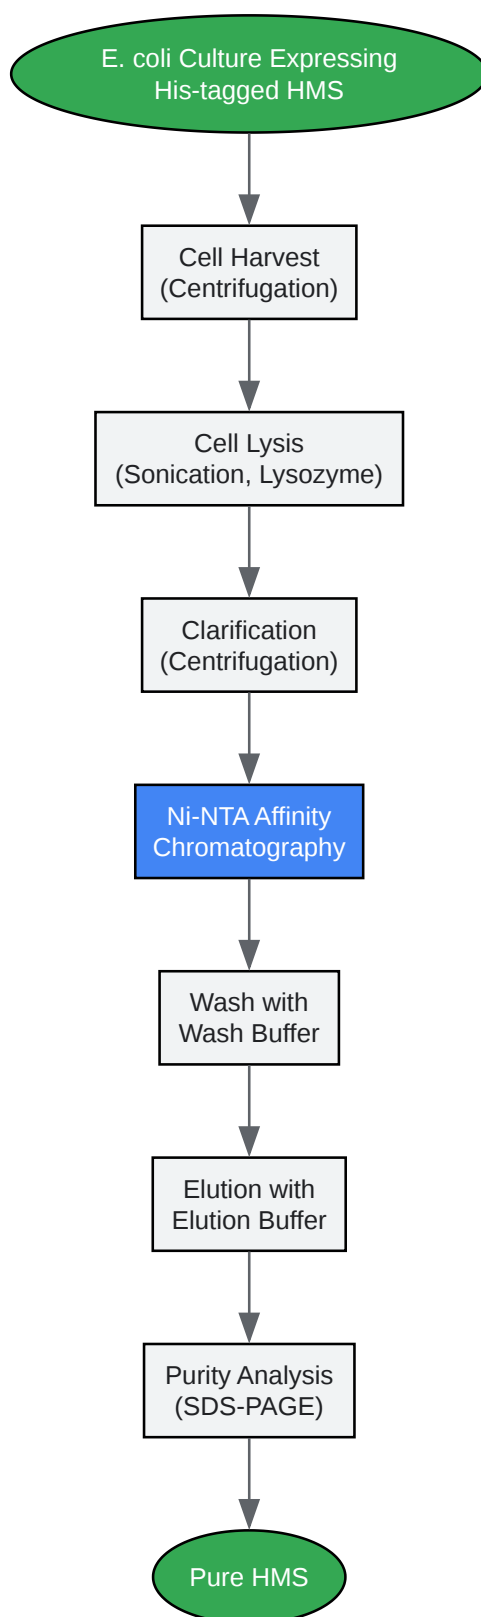 E. coli Culture Expressing
His-tagged HMS
Cell Harvest
(Centrifugation)
Cell Lysis
(Sonication, Lysozyme)
Clarification
(Centrifugation)
Ni-NTA Affinity
Chromatography
Wash with
Wash Buffer
Elution with
Elution Buffer
Purity Analysis
(SDS-PAGE)
Pure HMS